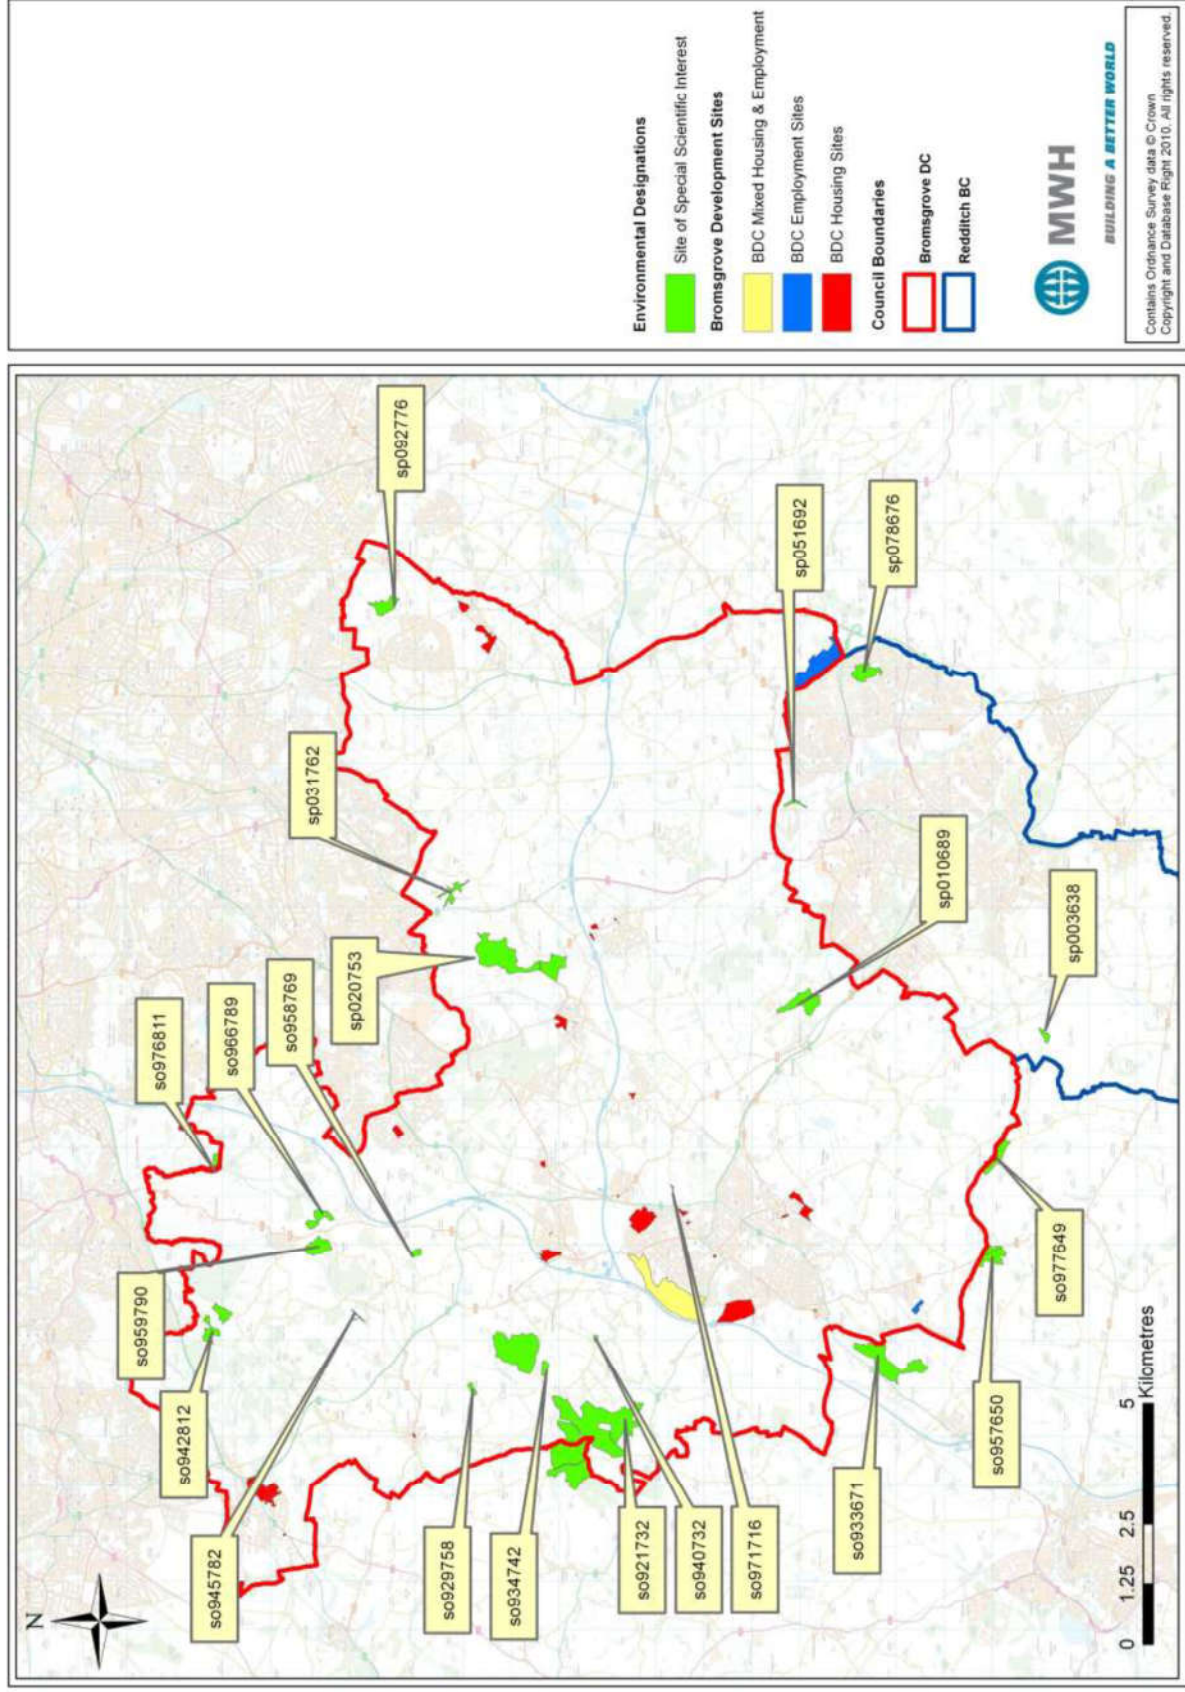 N
so976811
so966789
so958769
sp020753
sp031762
sp092776
so959790
so942812
so945782
so929758
so934742
so921732
so940732
so971716
so933671
so957650
so977649
sp003638
sp010689
sp051692
sp078676
0 1.25 2.5 5
Kilometres
Environmental Designations
Site of Special Scientific Interest
Bromsgrove Development Sites
BDC Mixed Housing & Employment
BDC Employment Sites
BDC Housing Sites
Council Boundaries
Bromsgrove DC
Redditch BC
MWH
BUILDING A BETTER WORLD
Contains Ordnance Survey data © Crown
Copyright and Database Right 2010. All rights reserved.